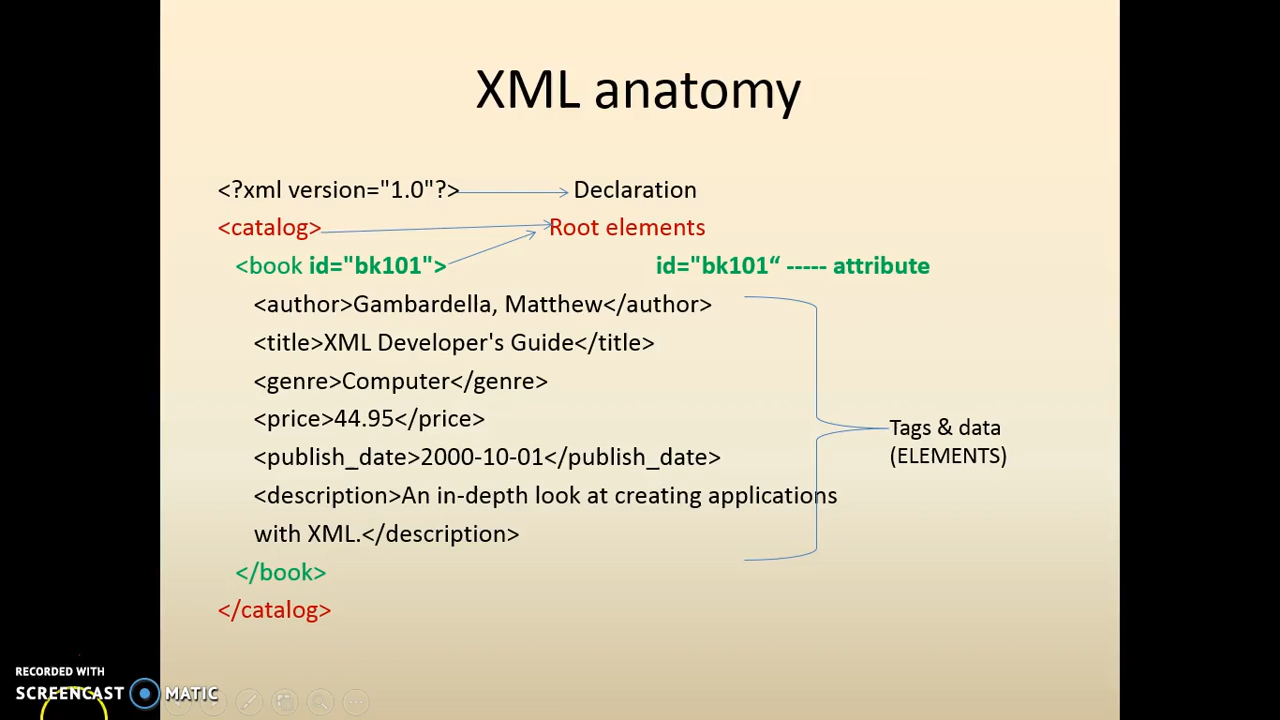 XML anatomy
<?xml version="1.0"?> Declaration
<catalog> Root elements
<book id="bk101"> id="bk101“ ----- attribute
<author>Gambardella, Matthew</author>
<title>XML Developer's Guide</title>
<genre>Computer</genre>
<price>44.95</price>
<publish_date>2000-10-01</publish_date>
<description>An in-depth look at creating applications
with XML.</description>
</book>
</catalog>
Tags & data
(ELEMENTS)
RECORDED WITH
SCREENCAST MATIC